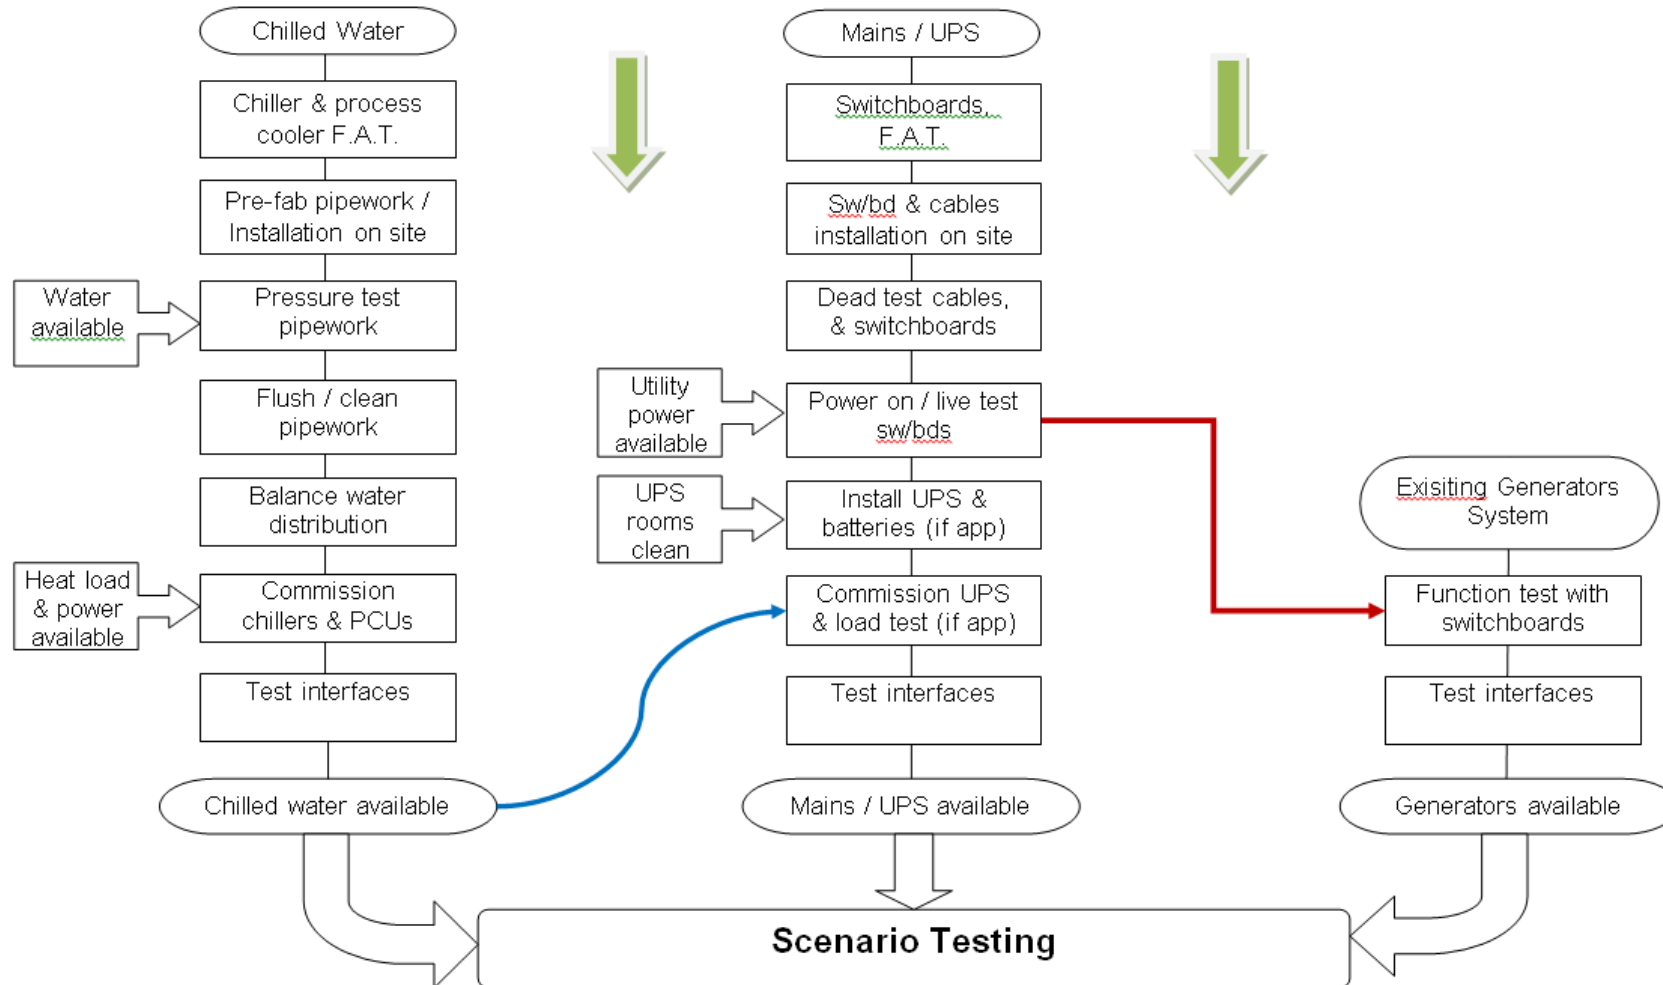 Chilled Water
Chiller & process
cooler F.A.T.
Pre-fab pipework /
Installation on site
Water
available
Pressure test
pipework
Flush / clean
pipework
Balance water
distribution
Heat load
& power
available
Commission
chillers & PCUs
Test interfaces
Chilled water available
Mains / UPS
Switchboards,
F.A.T.
Sw/bd & cables
installation on site
Dead test cables,
& switchboards
Utility
power
available
Power on / live test
sw/bds
UPS
rooms
clean
Install UPS &
batteries (if app)
Commission UPS
& load test (if app)
Test interfaces
Mains / UPS available
Exisiting Generators
System
Function test with
switchboards
Test interfaces
Generators available
Scenario Testing